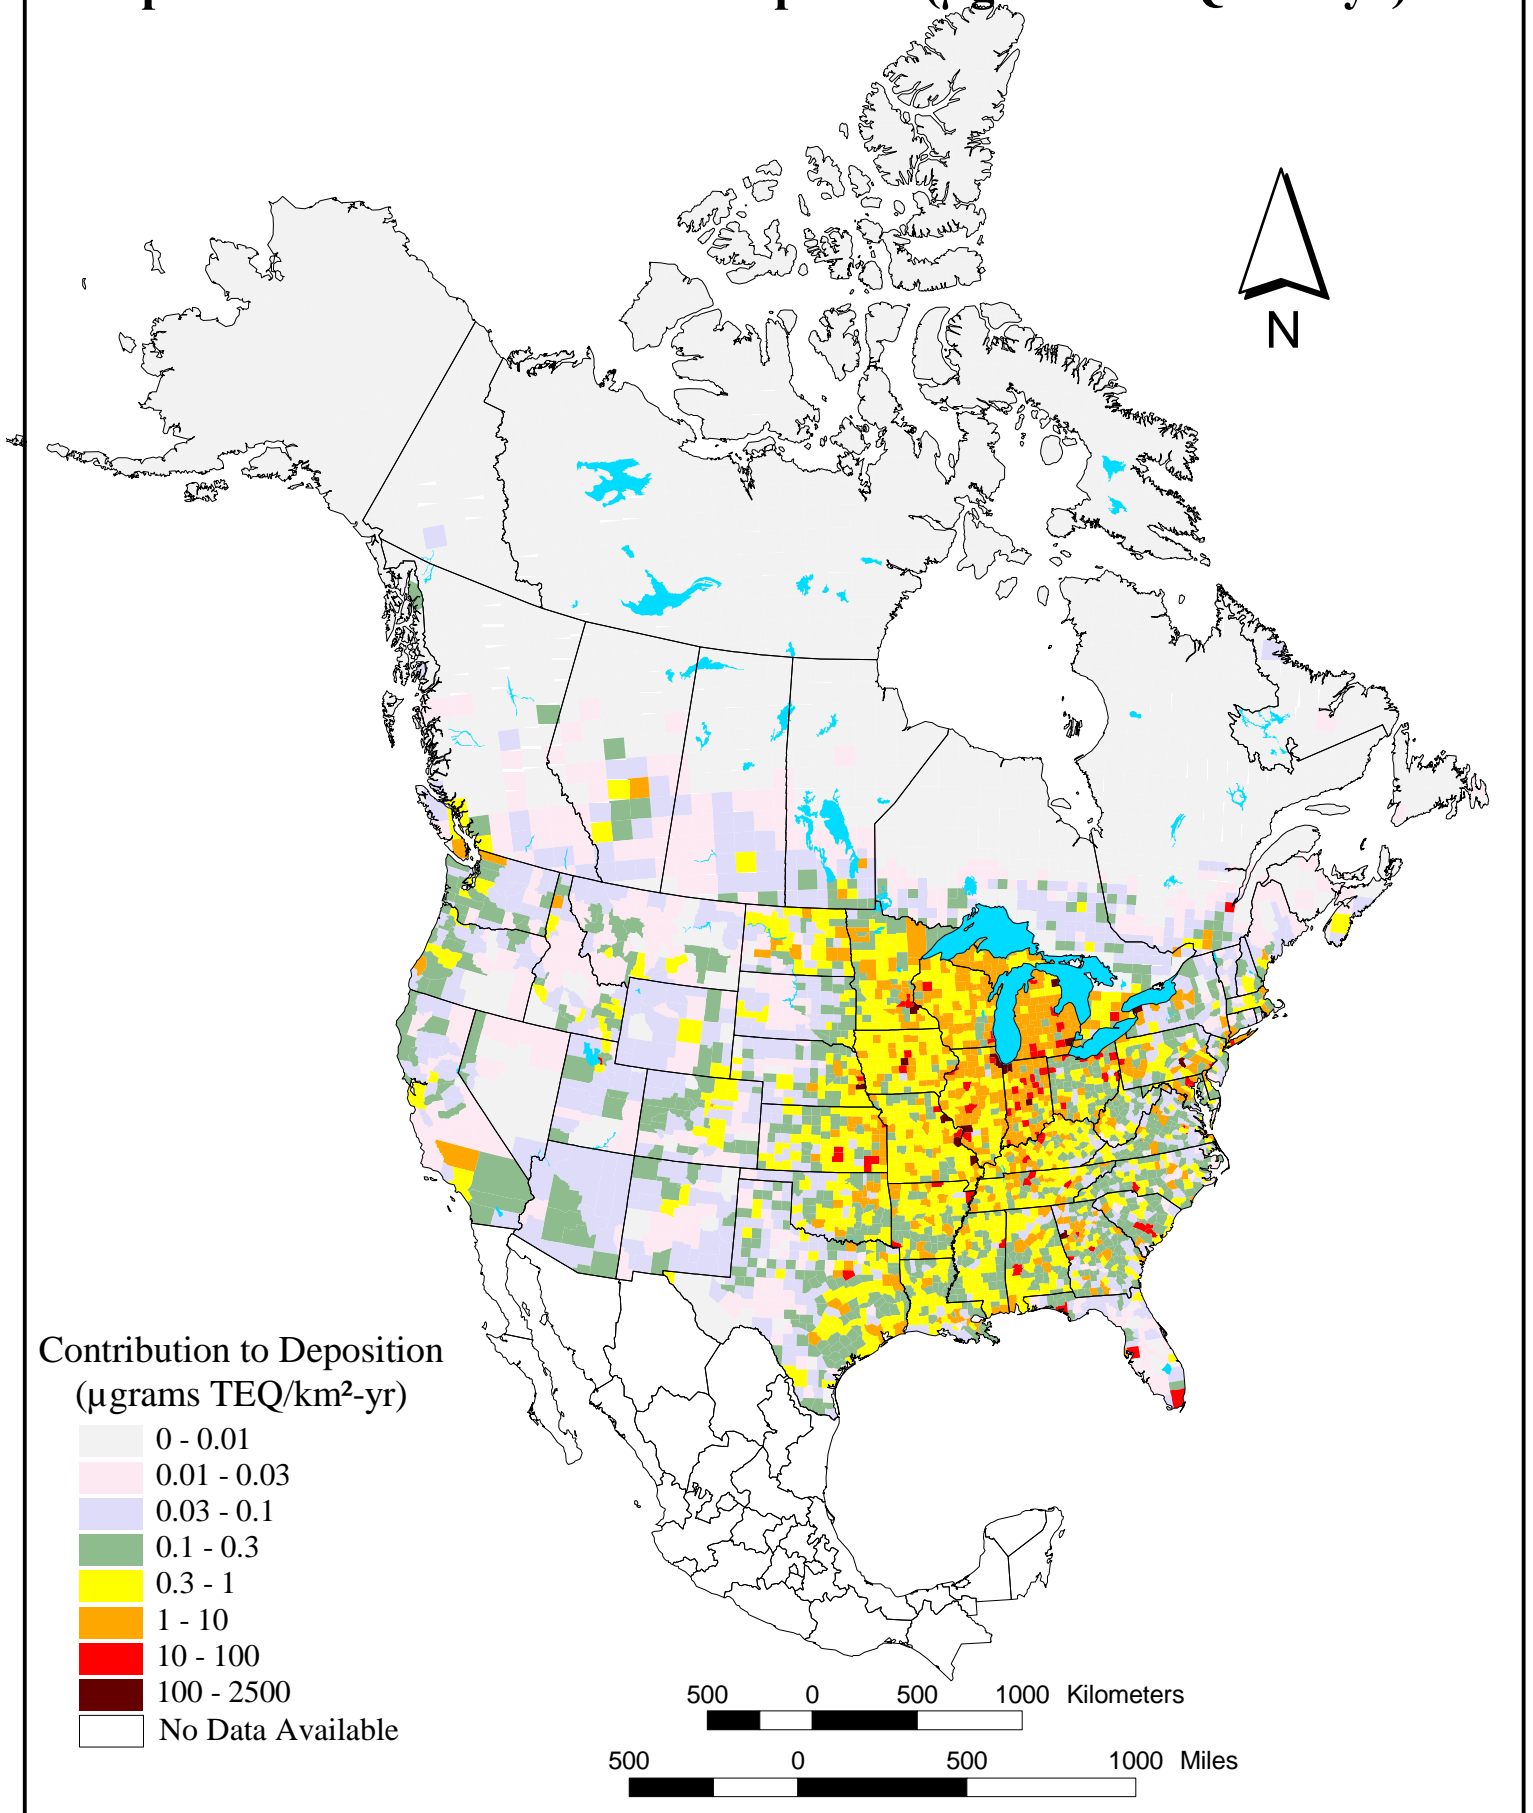 N
Contribution to Deposition
(µgrams TEQ/km²-yr)
0 - 0.01
0.01 - 0.03
0.03 - 0.1
0.1 - 0.3
0.3 - 1
1 - 10
10 - 100
100 - 2500
No Data Available
500 0 500 1000 Kilometers
500 0 500 1000 Miles